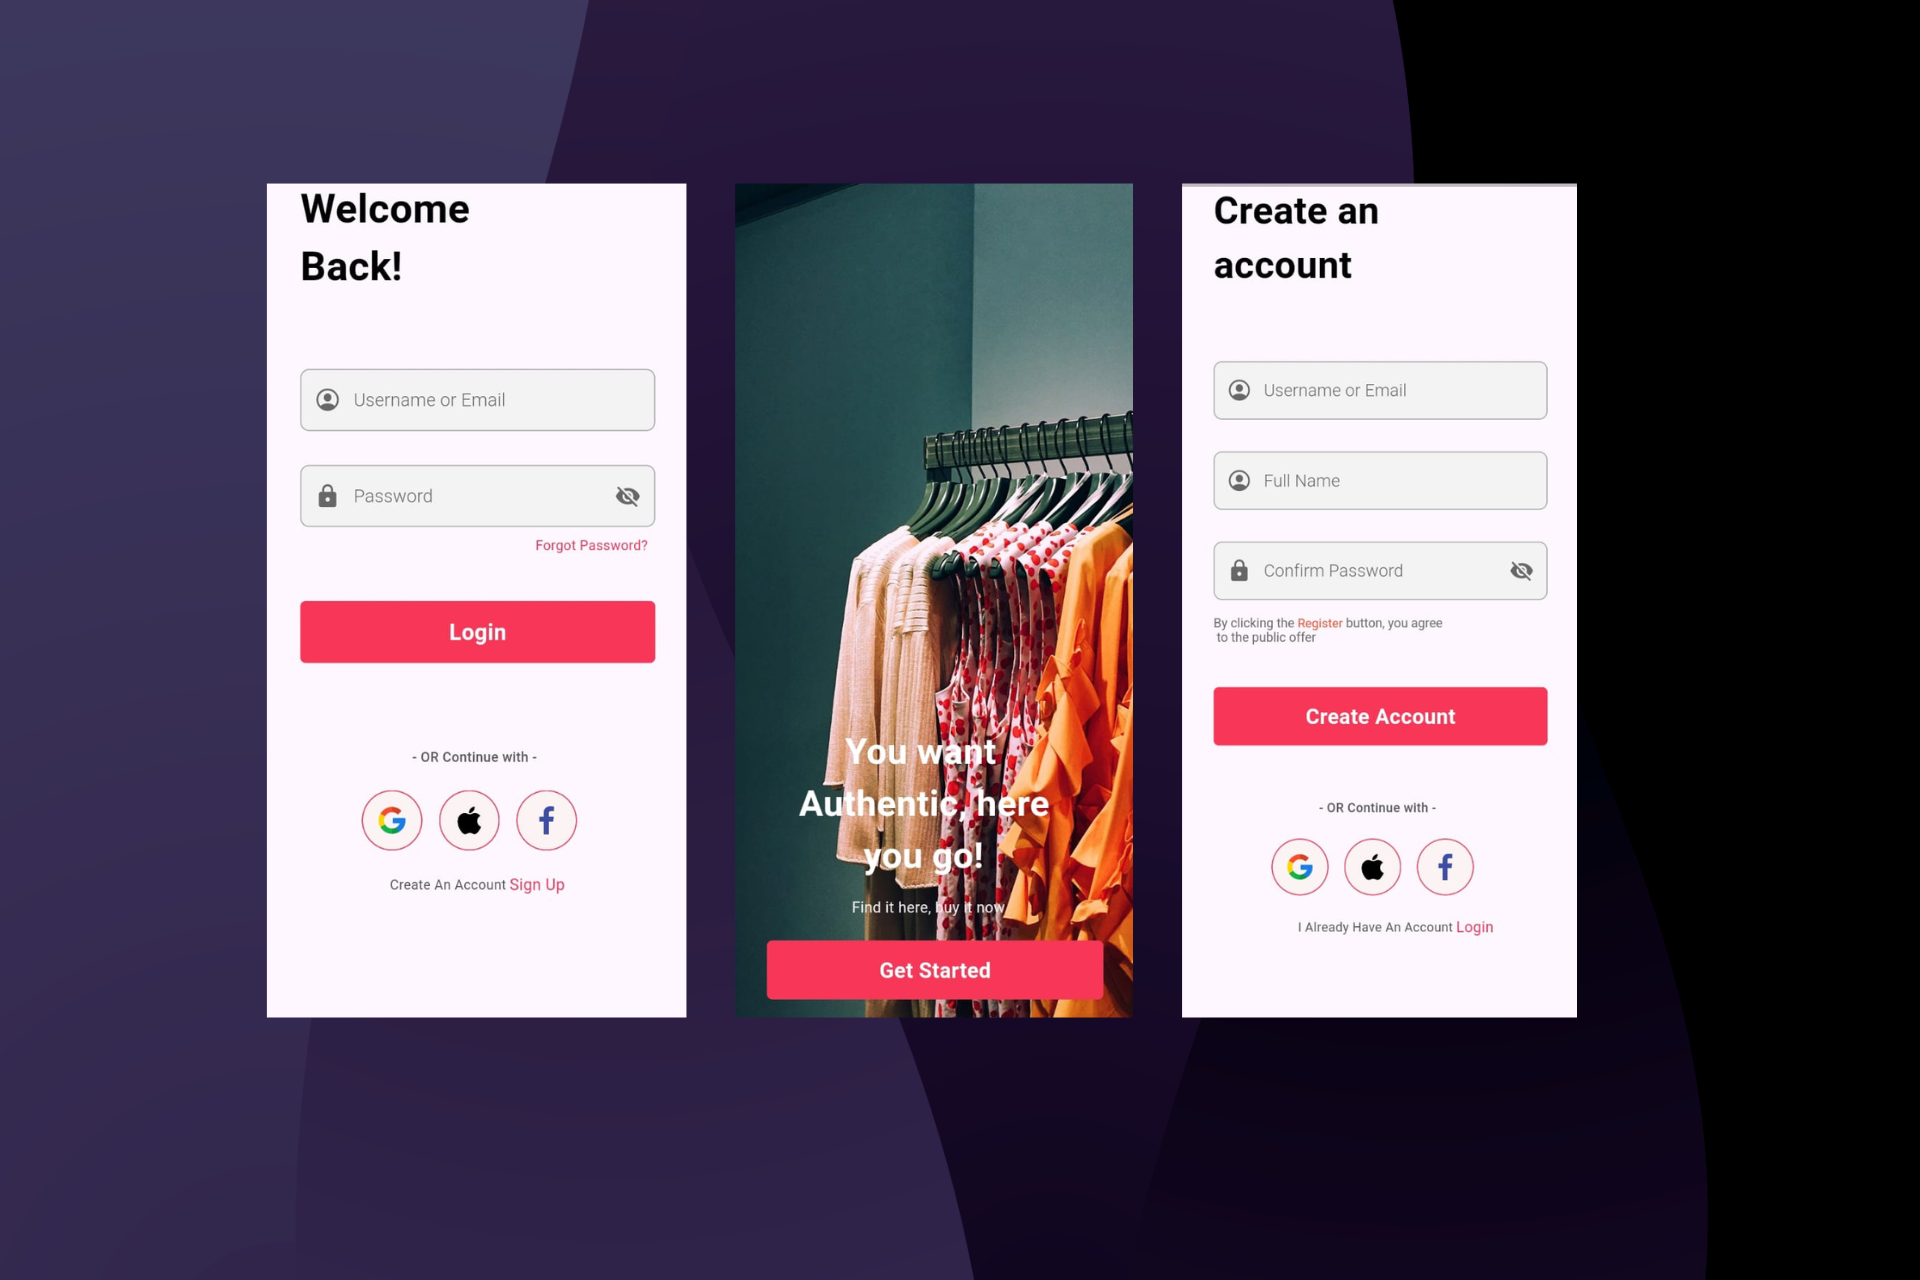 Welcome
Back!
Username or Email
Password
Forgot Password?
Login
- OR Continue with -
Create An Account Sign Up
You want
Authentic, here
you go!
Find it here, buy it now
Get Started
Create an
account
Username or Email
Full Name
Confirm Password
By clicking the Register button, you agree
to the public offer
Create Account
- OR Continue with -
I Already Have An Account Login